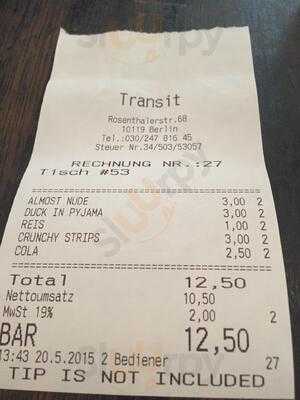 Transit
Rosenthalerstr.68
10119 Berlin
Tel.:030/247 816 45
Steuer Nr.34/503/53057
RECHNUNG NR.:27
Tisch #53
ALMOST NUDE 3,00 2
DUCK IN PYJAMA 3,00 2
REIS 1,00 2
CRUNCHY STRIPS 3,00 2
COLA 2,50 2
Total 12,50
Nettoumsatz 10,50
MwSt 19% 2,00 2
BAR 12,50
13:43 20.5.2015 2 Bediener 27
TIP IS NOT INCLUDED